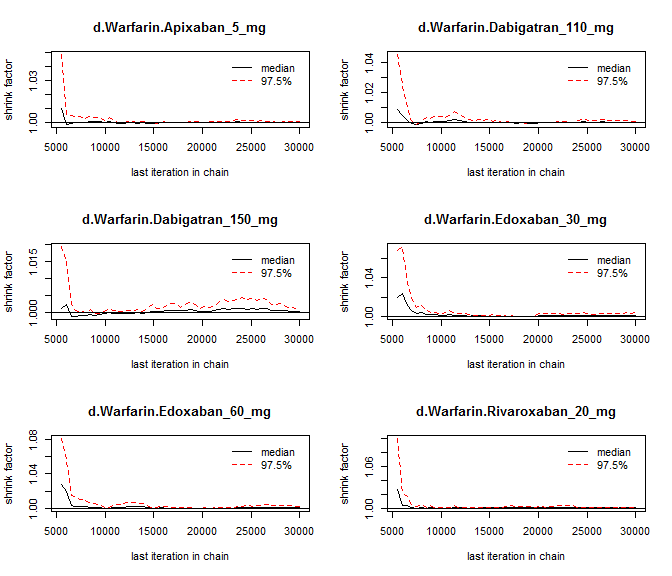 d.Warfarin.Apixaban_5_mg
shrink factor
1.00 1.03
median
97.5%
5000 10000 15000 20000 25000 30000
last iteration in chain
d.Warfarin.Dabigatran_110_mg
shrink factor
1.00 1.02 1.04
median
97.5%
5000 10000 15000 20000 25000 30000
last iteration in chain
d.Warfarin.Dabigatran_150_mg
shrink factor
1.000 1.015
median
97.5%
5000 10000 15000 20000 25000 30000
last iteration in chain
d.Warfarin.Edoxaban_30_mg
shrink factor
1.00 1.04
median
97.5%
5000 10000 15000 20000 25000 30000
last iteration in chain
d.Warfarin.Edoxaban_60_mg
shrink factor
1.00 1.04 1.08
median
97.5%
5000 10000 15000 20000 25000 30000
last iteration in chain
d.Warfarin.Rivaroxaban_20_mg
shrink factor
1.00 1.06
median
97.5%
5000 10000 15000 20000 25000 30000
last iteration in chain